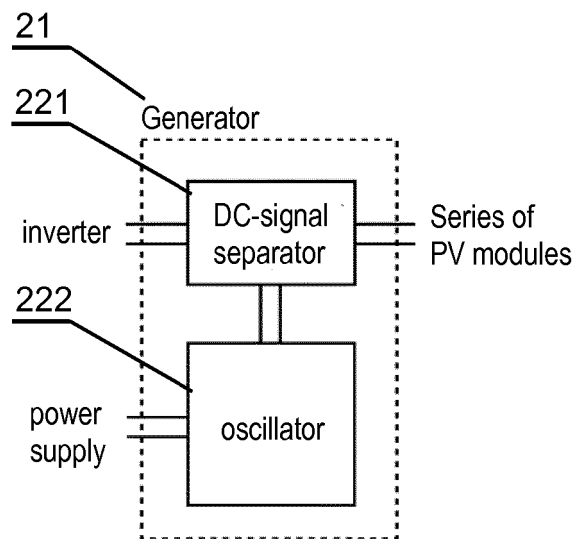 21
Generator
221
inverter
DC-signal
separator
Series of
PV modules
222
power
supply
oscillator